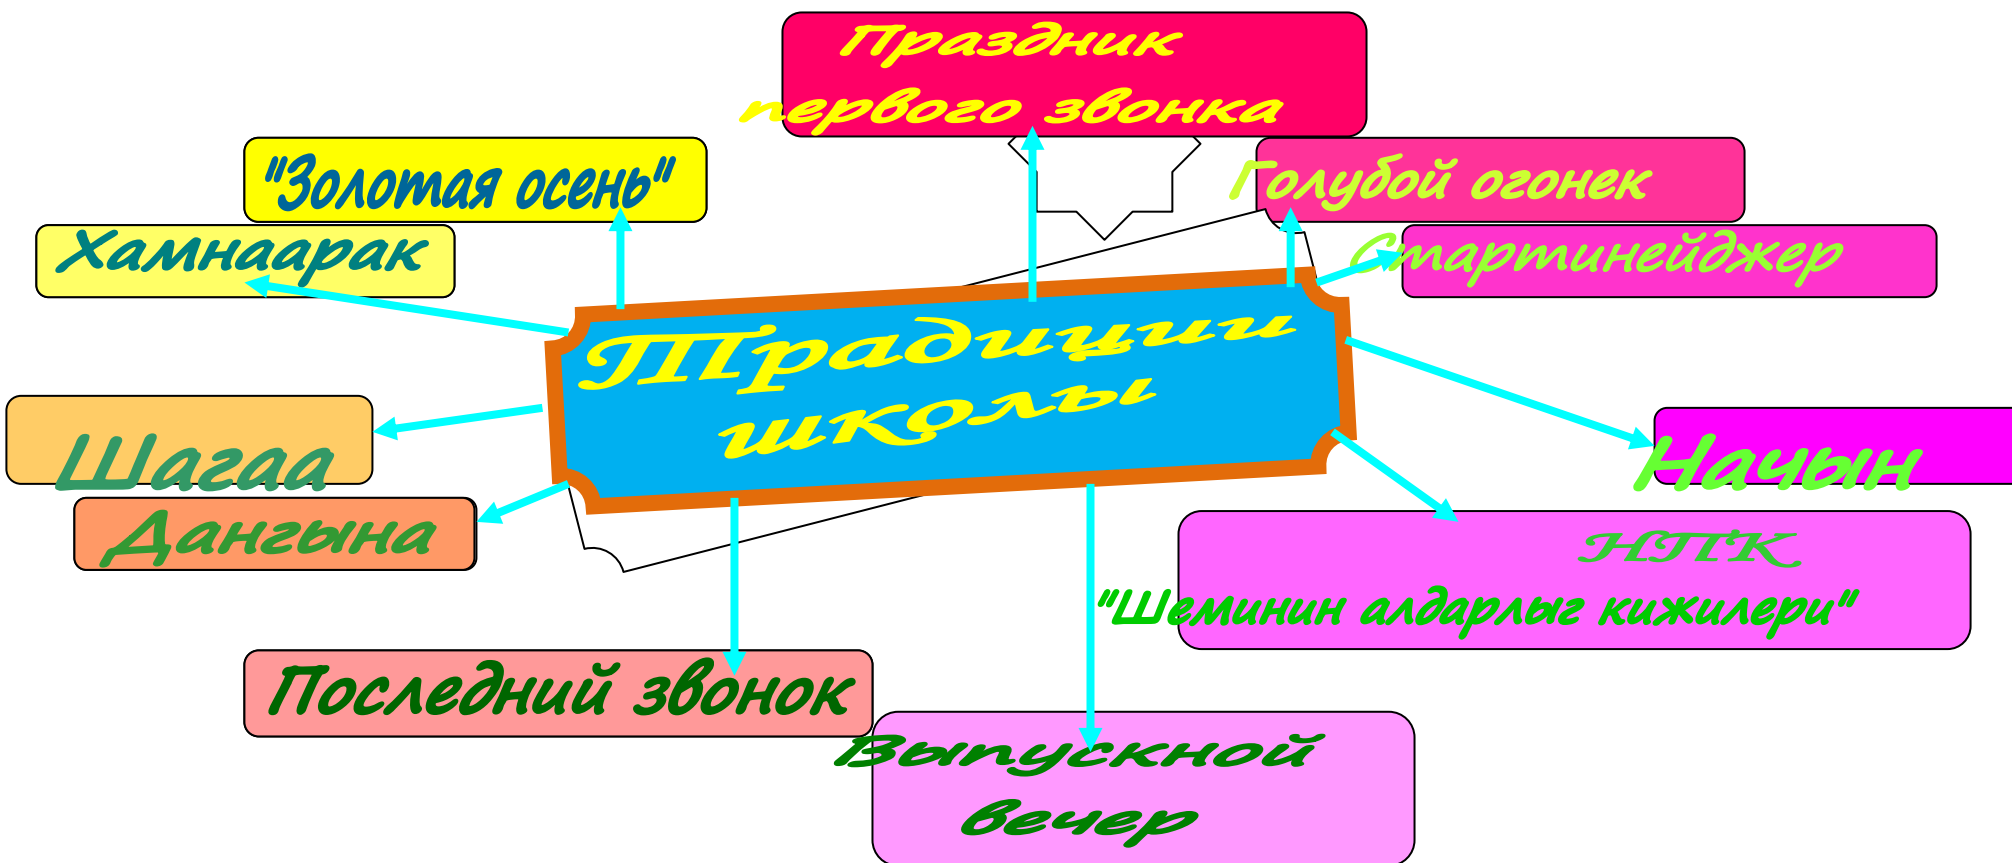 Праздник
первого звонка
"Золотая осень"
Голубой огонек
Хамнаарак
Стартинейджер
Традиции
школы
Шагаа
Начын
Дангына
НПК
"Шеминин алдарлыг кижилери"
Последний звонок
Выпускной
вечер